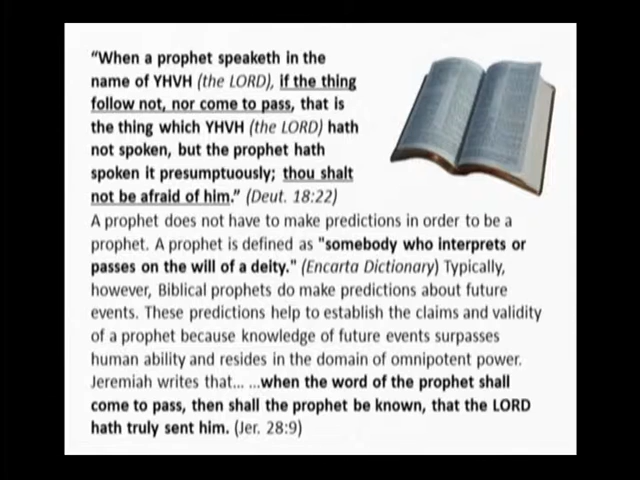 “When a prophet speaketh in the
name of YHVH (the LORD), if the thing
follow not, nor come to pass, that is
the thing which YHVH (the LORD) hath
not spoken, but the prophet hath
spoken it presumptuously; thou shalt
not be afraid of him.” (Deut. 18:22)
A prophet does not have to make predictions in order to be a
prophet. A prophet is defined as "somebody who interprets or
passes on the will of a deity." (Encarta Dictionary) Typically,
however, Biblical prophets do make predictions about future
events. These predictions help to establish the claims and validity
of a prophet because knowledge of future events surpasses
human ability and resides in the domain of omnipotent power.
Jeremiah writes that... ...when the word of the prophet shall
come to pass, then shall the prophet be known, that the LORD
hath truly sent him. (Jer. 28:9)